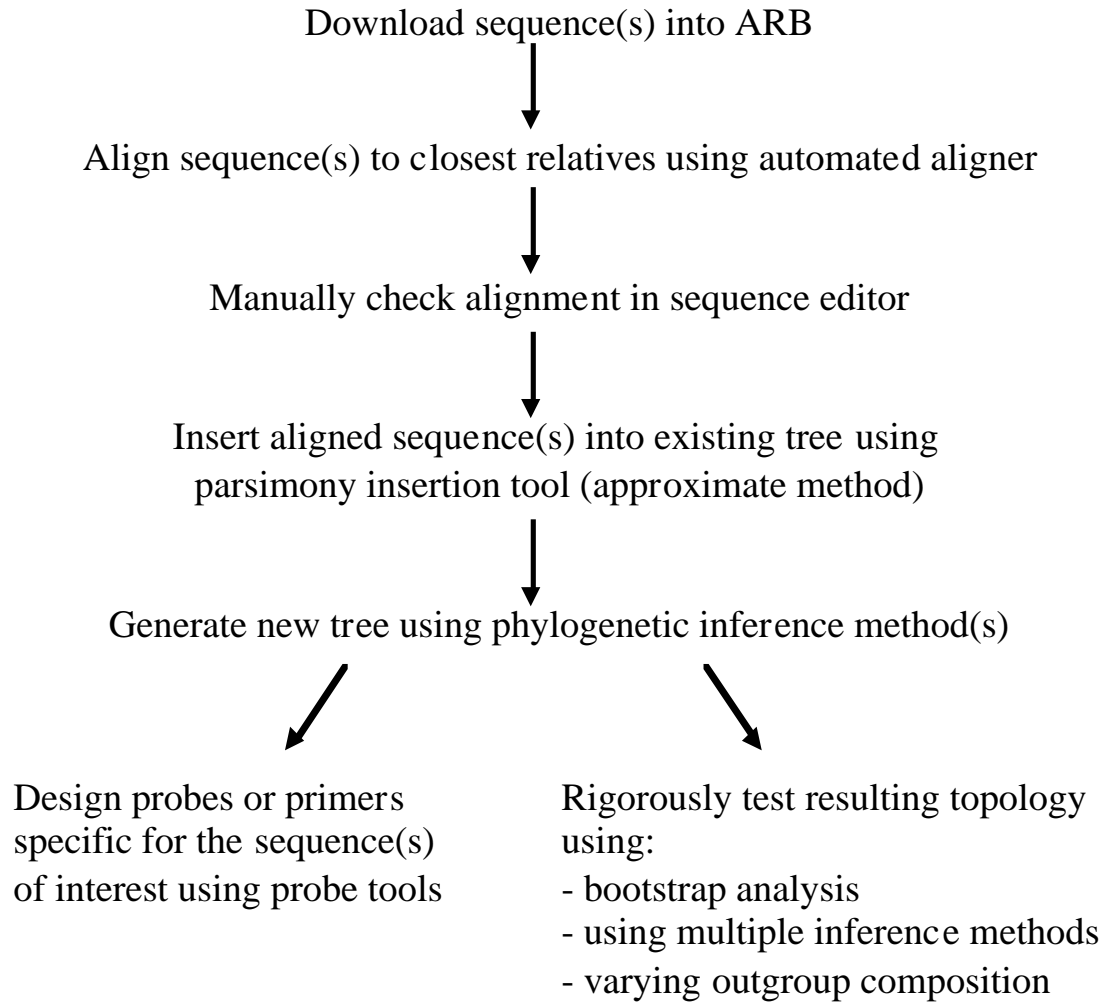 Download sequence(s) into ARB
Align sequence(s) to closest relatives using automated aligner
Manually check alignment in sequence editor
Insert aligned sequence(s) into existing tree using
parsimony insertion tool (approximate method)
Generate new tree using phylogenetic inference method(s)
Design probes or primers
specific for the sequence(s)
of interest using probe tools
Rigorously test resulting topology
using:
- bootstrap analysis
- using multiple inference methods
- varying outgroup composition